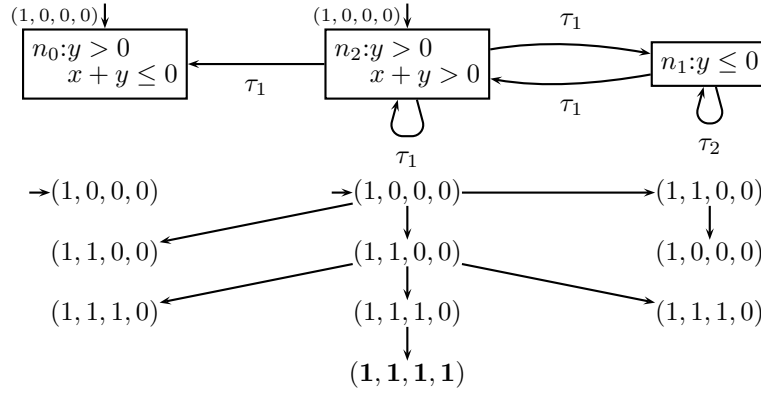 (1, 0, 0, 0) (1, 0, 0, 0)
n₀:y > 0 n₂:y > 0 τ₁
x + y ≤ 0 x + y > 0 n₁:y ≤ 0
τ₁ τ₁
τ₁ τ₂
(1, 0, 0, 0) (1, 0, 0, 0) (1, 1, 0, 0)
(1, 1, 0, 0) (1, 1, 0, 0) (1, 0, 0, 0)
(1, 1, 1, 0) (1, 1, 1, 0) (1, 1, 1, 0)
(1, 1, 1, 1)